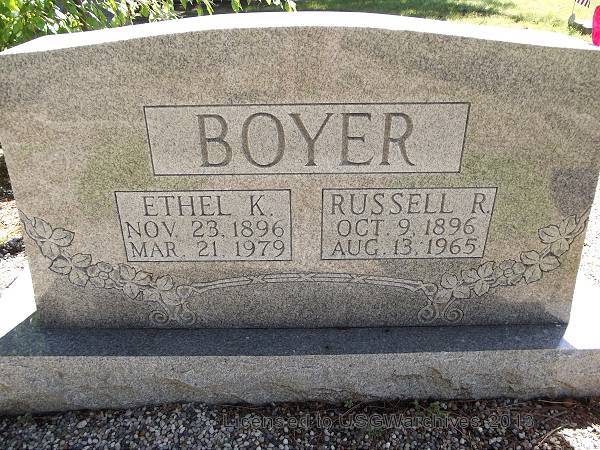 BOYER
ETHEL K.
NOV. 23, 1896
MAR. 21, 1979
RUSSELL R.
OCT. 9, 1896
AUG. 13, 1965
Licensed to USGWarchives 2013